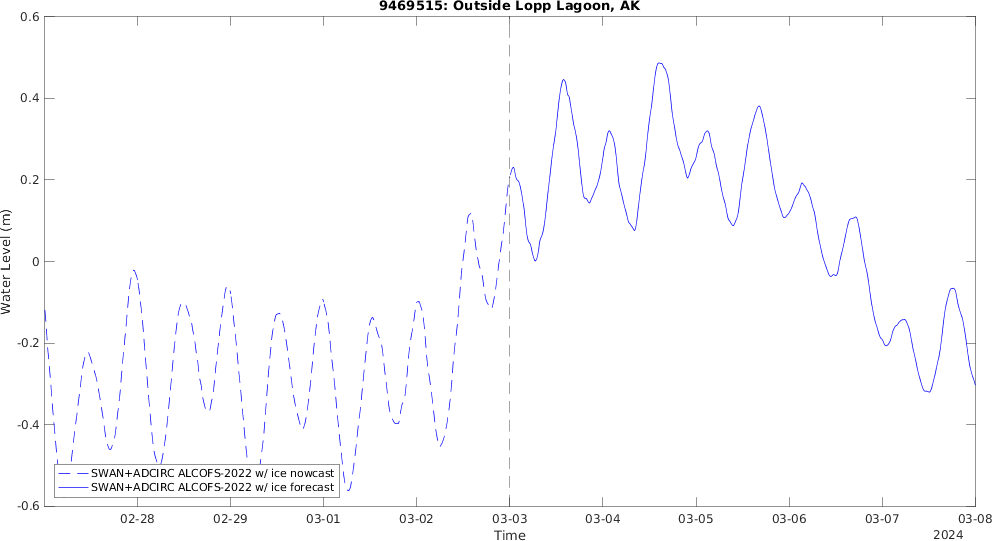 9469515: Outside Lopp Lagoon, AK
0.6
0.4
0.2
0
-0.2
-0.4
-0.6
Water Level (m)
SWAN+ADCIRC ALCOFS-2022 w/ ice nowcast
SWAN+ADCIRC ALCOFS-2022 w/ ice forecast
02-28 02-29 03-01 03-02 03-03 03-04 03-05 03-06 03-07 03-08
Time
2024